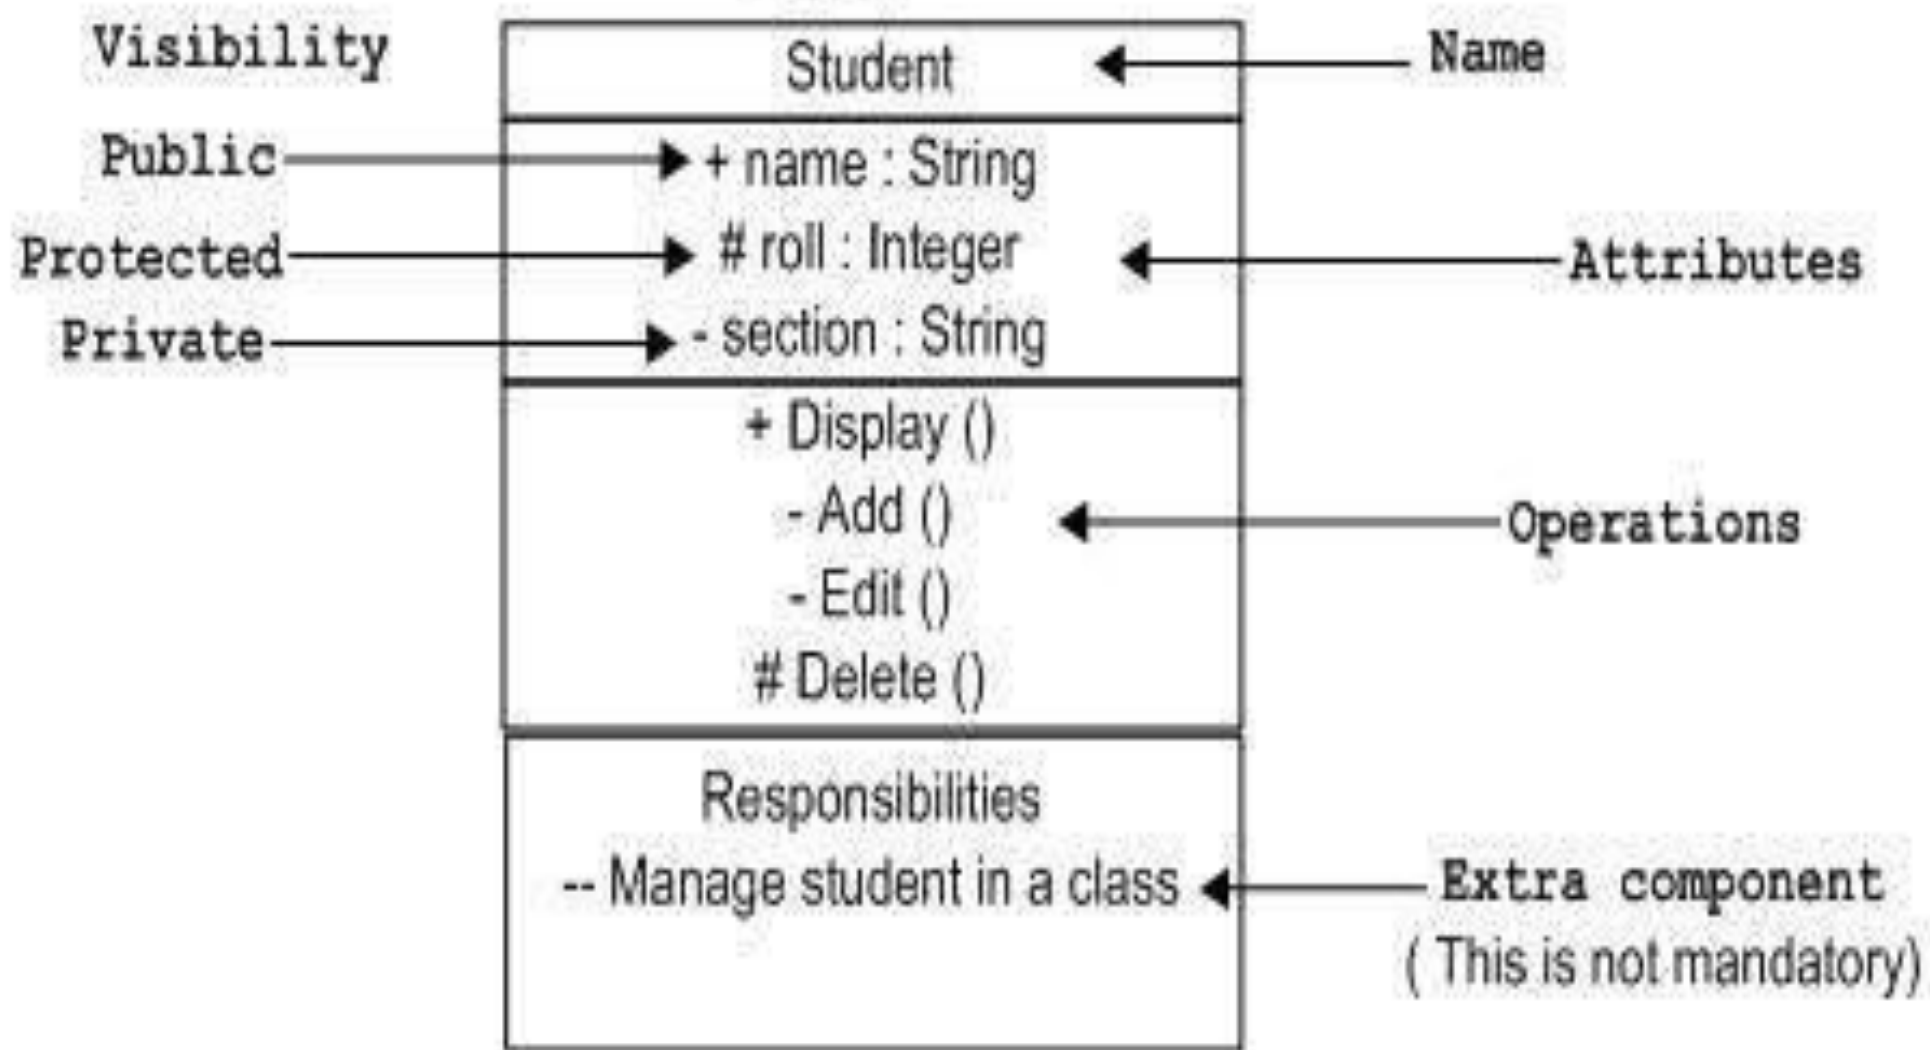 Visibility
Student
Name
Public
+ name : String
Protected
# roll : Integer
Attributes
Private
- section : String
+ Display ()
- Add ()
Operations
- Edit ()
# Delete ()
Responsibilities
-- Manage student in a class
Extra component
( This is not mandatory)